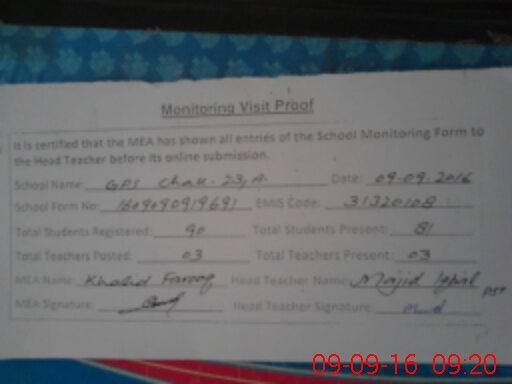 Monitoring Visit Proof
It is certified that the MEA has shown all entries of the School Monitoring Form to
the Head Teacher before its online submission.
School Name: GPS Chak. 23, A. Date: 09-09-2016
School Form No: EMIS Code: 31320108
Total Students Registered: 90 Total Students Present: 81
Total Teachers Posted: 03 Total Teachers Present: 03
MEA Name: Khalid Farooq Head Teacher Name: Majid Iqbal PST
MEA Signature: Head Teacher Signature:
09-09-16 09:20